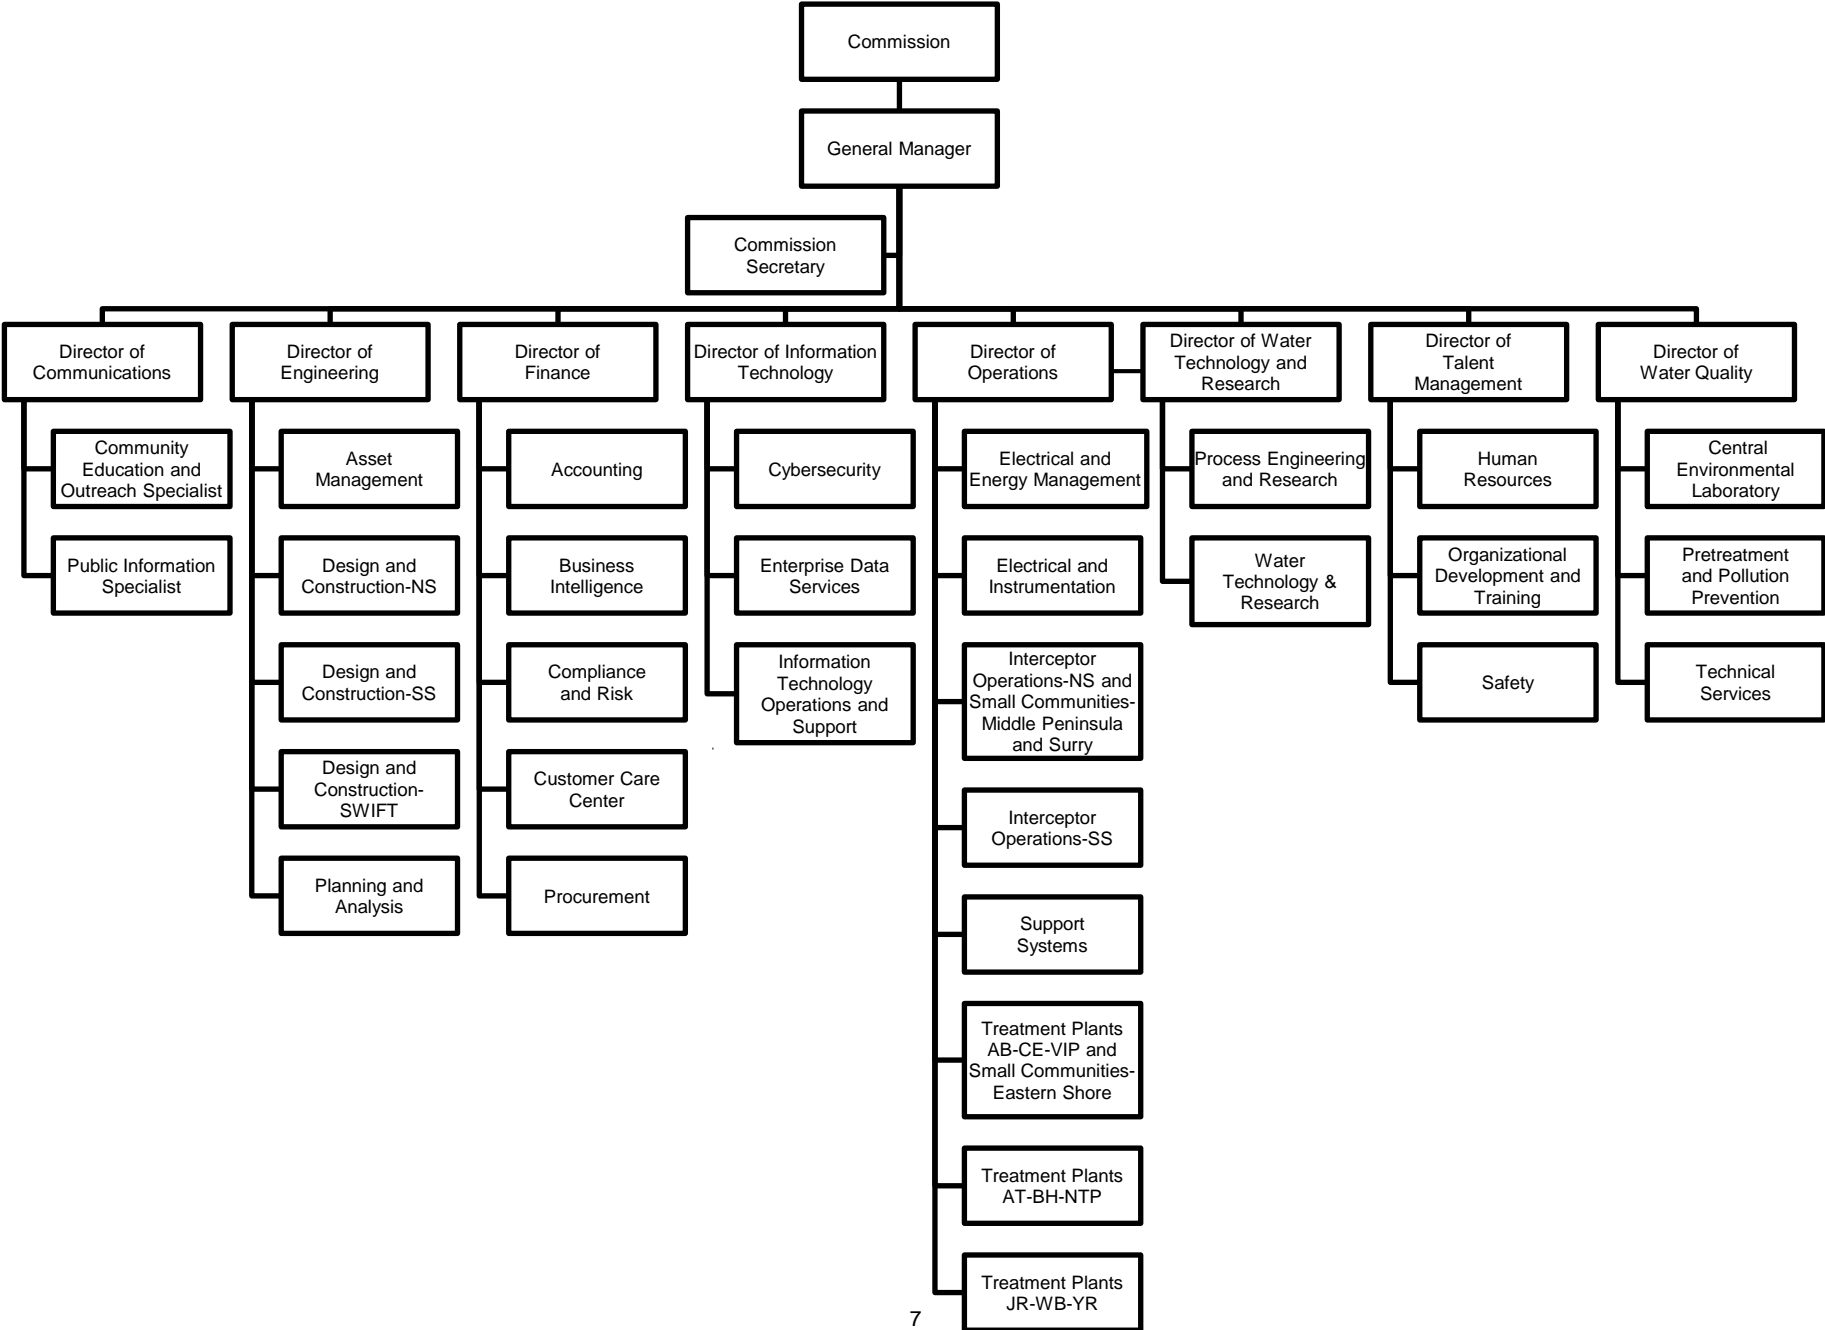 Commission
General Manager
Commission
Secretary
Director of
Communications
Community
Education and
Outreach Specialist
Public Information
Specialist
Director of
Engineering
Asset
Management
Design and
Construction-NS
Design and
Construction-SS
Design and
Construction-
SWIFT
Planning and
Analysis
Director of
Finance
Accounting
Business
Intelligence
Compliance
and Risk
Customer Care
Center
Procurement
Director of Information
Technology
Cybersecurity
Enterprise Data
Services
Information
Technology
Operations and
Support
Director of
Operations
Electrical and
Energy Management
Electrical and
Instrumentation
Interceptor
Operations-NS and
Small Communities-
Middle Peninsula
and Surry
Interceptor
Operations-SS
Support
Systems
Treatment Plants
AB-CE-VIP and
Small Communities-
Eastern Shore
Treatment Plants
AT-BH-NTP
Treatment Plants
JR-WB-YR
Director of Water
Technology and
Research
Process Engineering
and Research
Water
Technology &
Research
Director of
Talent
Management
Human
Resources
Organizational
Development and
Training
Safety
Director of
Water Quality
Central
Environmental
Laboratory
Pretreatment
and Pollution
Prevention
Technical
Services
7